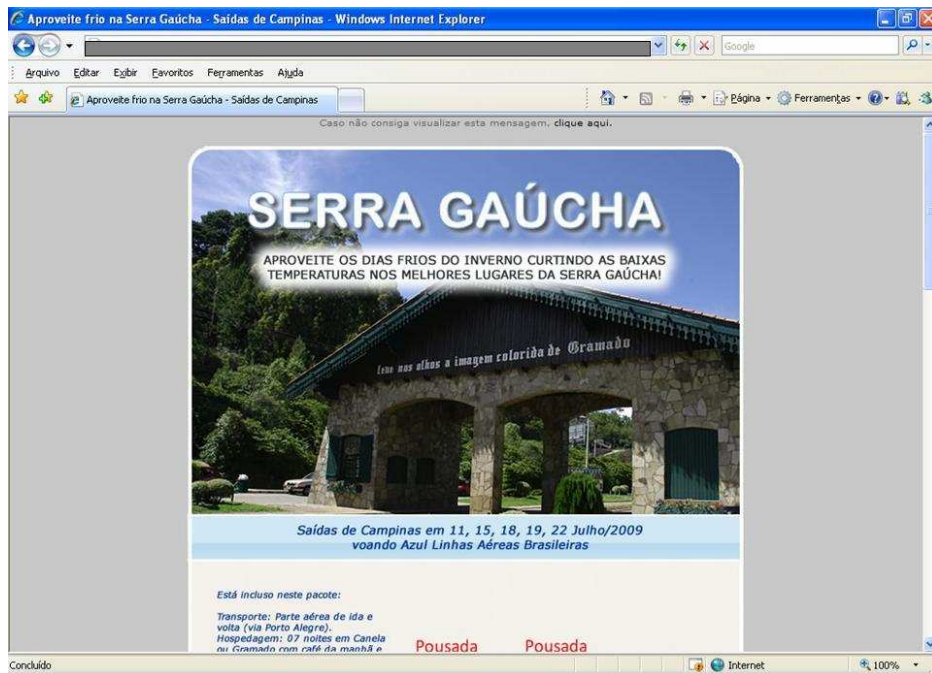 Aproveite frio na Serra Gaúcha - Saídas de Campinas - Windows Internet Explorer
Google
Arquivo Editar Exibir Favoritos Ferramentas Ajuda
Aproveite frio na Serra Gaúcha - Saídas de Campinas
Página Ferramentas
Caso não consiga visualizar esta mensagem, clique aqui.
SERRA GAÚCHA
APROVEITE OS DIAS FRIOS DO INVERNO CURTINDO AS BAIXAS
TEMPERATURAS NOS MELHORES LUGARES DA SERRA GAÚCHA!
leve nos olhos a imagem colorida de Gramado
Saídas de Campinas em 11, 15, 18, 19, 22 Julho/2009
voando Azul Linhas Aéreas Brasileiras
Está incluso neste pacote:
Transporte: Parte aérea de ida e
volta (via Porto Alegre).
Hospedagem: 07 noites em Canela
ou Gramado com café da manhã e
Pousada Pousada
Concluído Internet 100%